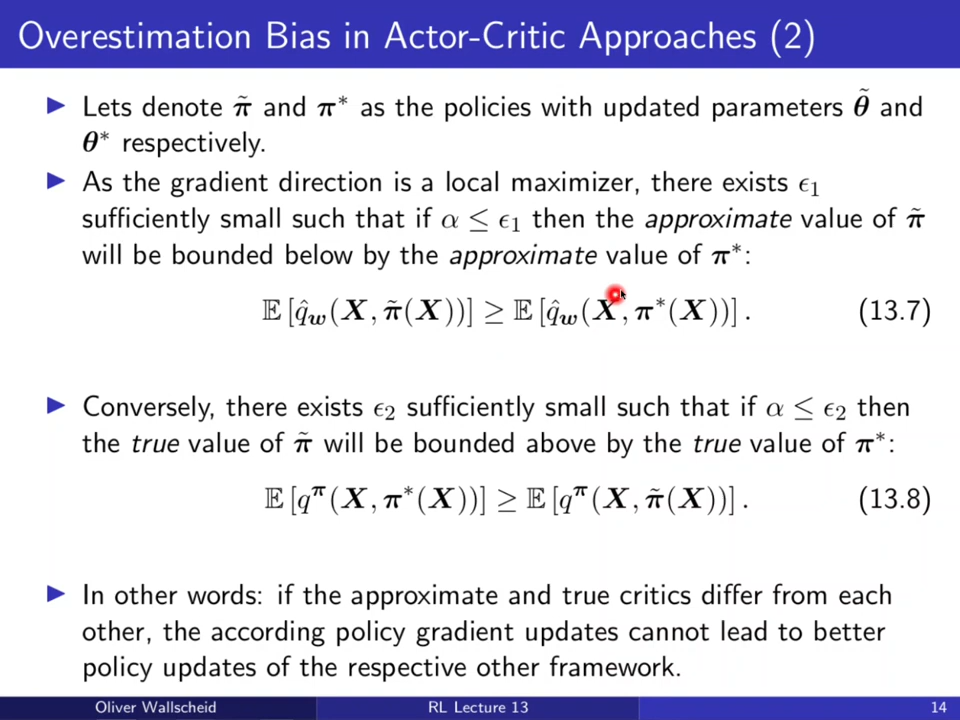 Overestimation Bias in Actor-Critic Approaches (2)
Lets denote π̃ and π* as the policies with updated parameters θ̃ and
θ* respectively.
As the gradient direction is a local maximizer, there exists ϵ₁
sufficiently small such that if α ≤ ϵ₁ then the approximate value of π̃
will be bounded below by the approximate value of π*:
𝔼 [q̂_w(X, π̃(X))] ≥ 𝔼 [q̂_w(X, π*(X))] . (13.7)
Conversely, there exists ϵ₂ sufficiently small such that if α ≤ ϵ₂ then
the true value of π̃ will be bounded above by the true value of π*:
𝔼 [q^π(X, π*(X))] ≥ 𝔼 [q^π(X, π̃(X))] . (13.8)
In other words: if the approximate and true critics differ from each
other, the according policy gradient updates cannot lead to better
policy updates of the respective other framework.
Oliver Wallscheid RL Lecture 13 14